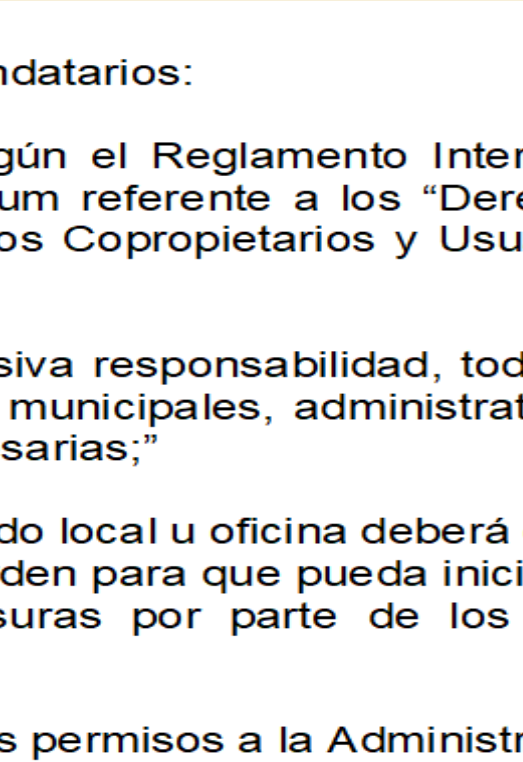 ndatarios:
gún el Reglamento Inter
um referente a los “Dere
os Copropietarios y Usu
siva responsabilidad, tod
municipales, administrat
sarias;”
do local u oficina deberá
den para que pueda inici
suras por parte de los
s permisos a la Administr